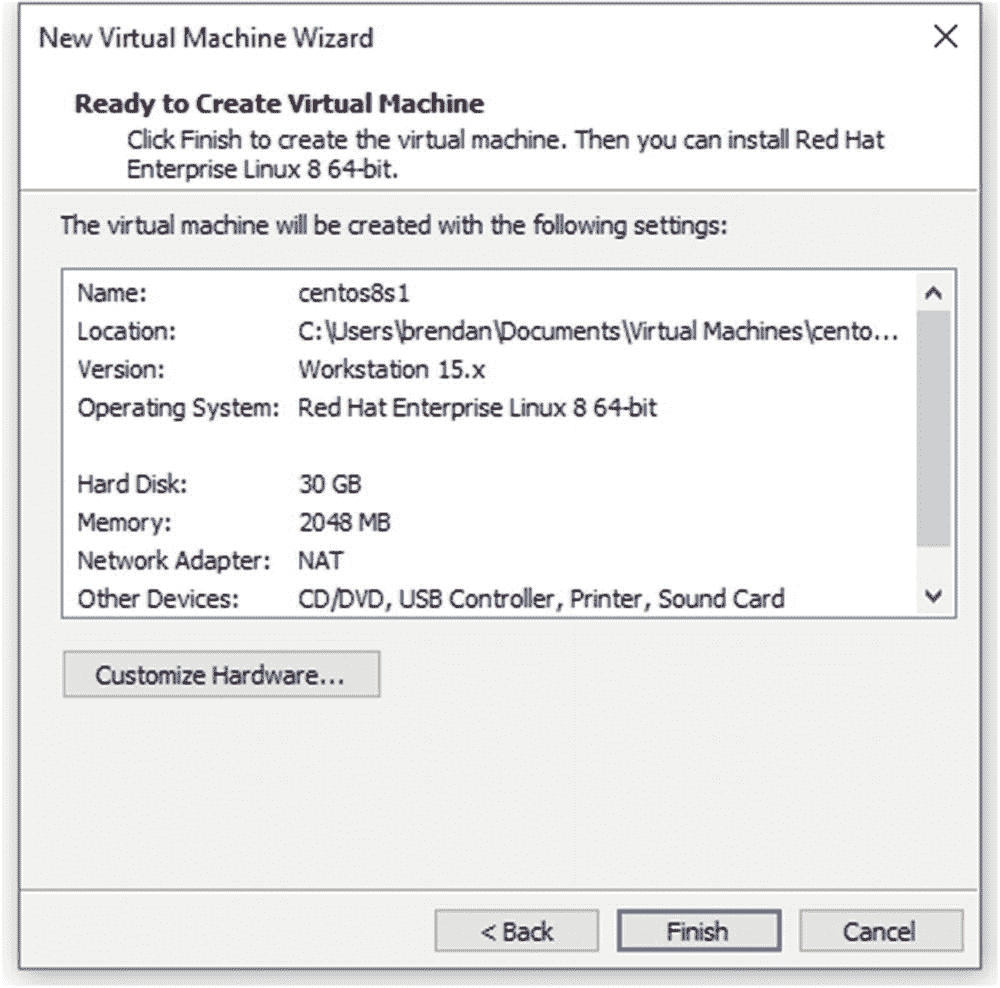 New Virtual Machine Wizard
Ready to Create Virtual Machine
Click Finish to create the virtual machine. Then you can install Red Hat
Enterprise Linux 8 64-bit.
The virtual machine will be created with the following settings:
Name: centos8s1
Location: C:\Users\brendan\Documents\Virtual Machines\cento...
Version: Workstation 15.x
Operating System: Red Hat Enterprise Linux 8 64-bit
Hard Disk: 30 GB
Memory: 2048 MB
Network Adapter: NAT
Other Devices: CD/DVD, USB Controller, Printer, Sound Card
Customize Hardware...
< Back Finish Cancel